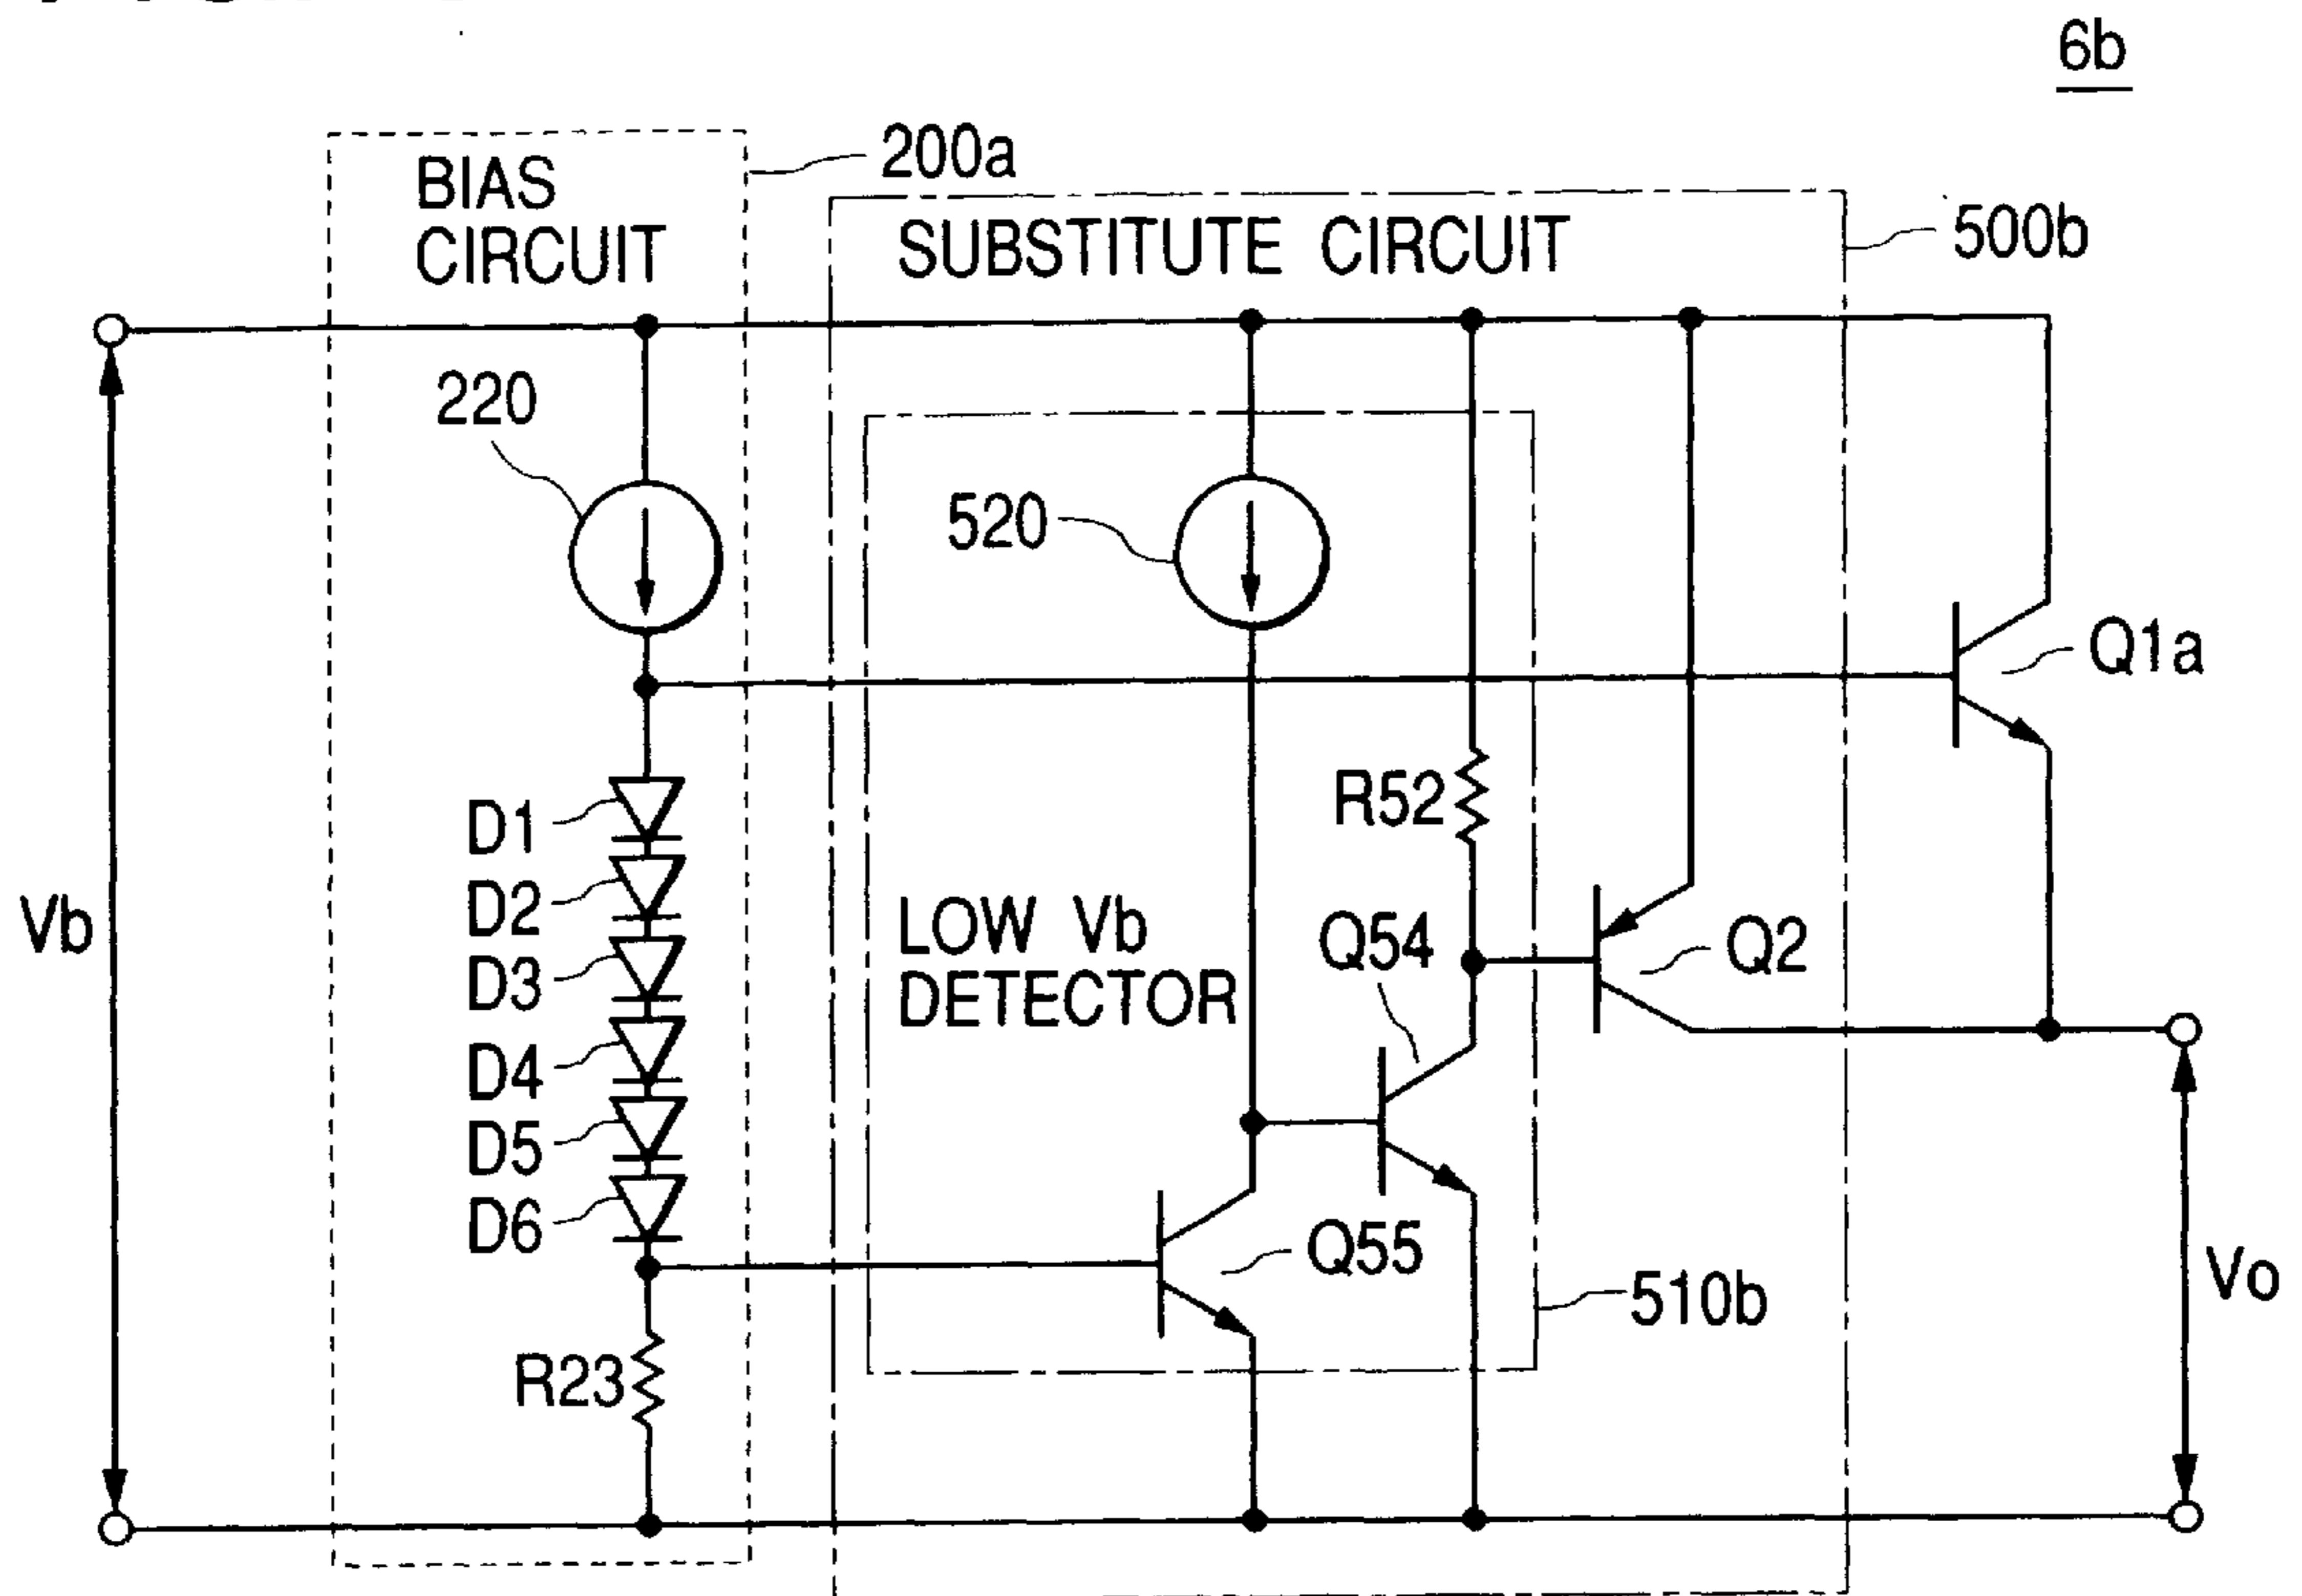 6b
200a
BIAS
CIRCUIT
SUBSTITUTE CIRCUIT
500b
220
520
Q1a
D1
R52
D2
Vb
LOW Vb
DETECTOR
Q54
Q2
D3
D4
D5
D6
Q55
510b
Vo
R23